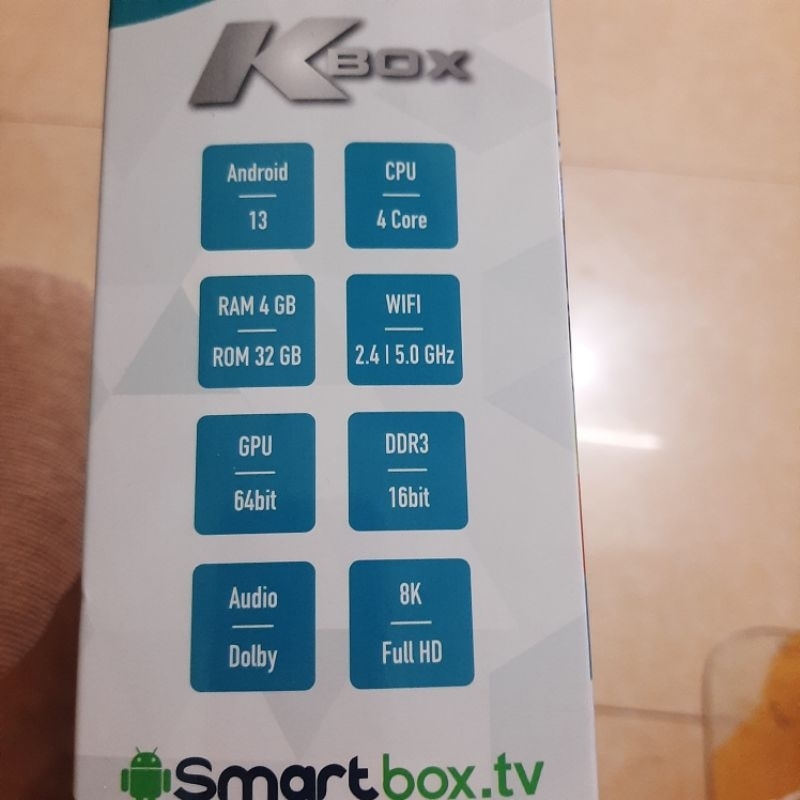 KBOX
Android
13
CPU
4 Core
RAM 4 GB
ROM 32 GB
WIFI
2.4 | 5.0 GHz
GPU
64bit
DDR3
16bit
Audio
Dolby
8K
Full HD
Smartbox.tv